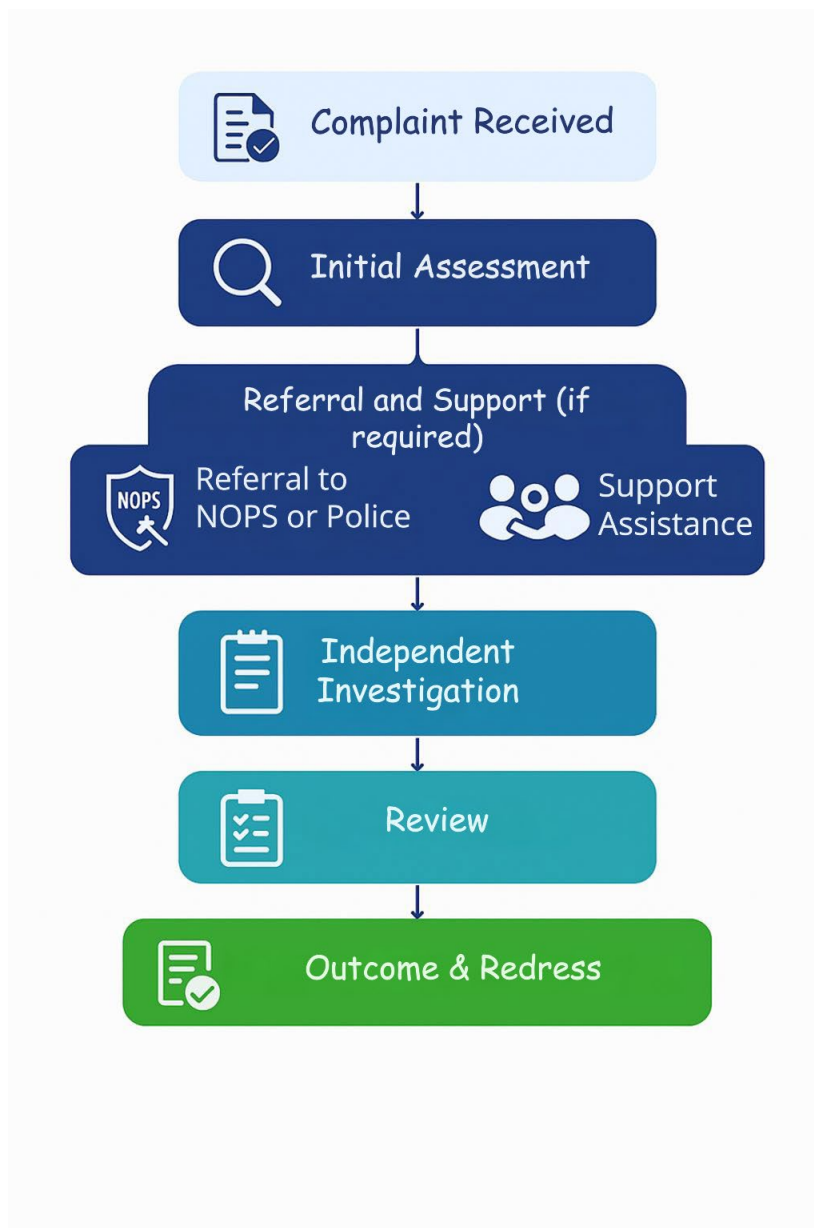 Complaint Received
Initial Assessment
Referral and Support (if
required)
NOPS
Referral to
NOPS or Police
Support
Assistance
Independent
Investigation
Review
Outcome & Redress